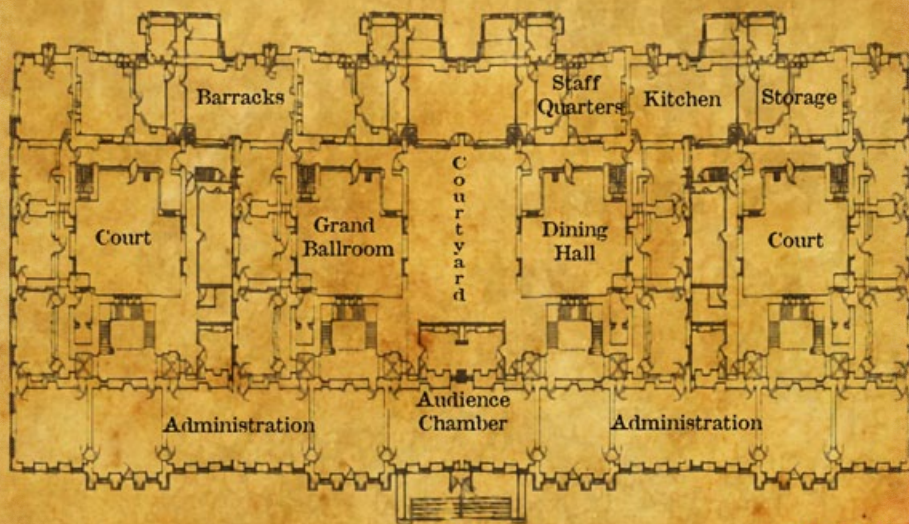 Barracks
Staff
Quarters
Kitchen
Storage
Courtyard
Court
Grand
Ballroom
Dining
Hall
Court
Administration
Audience
Chamber
Administration